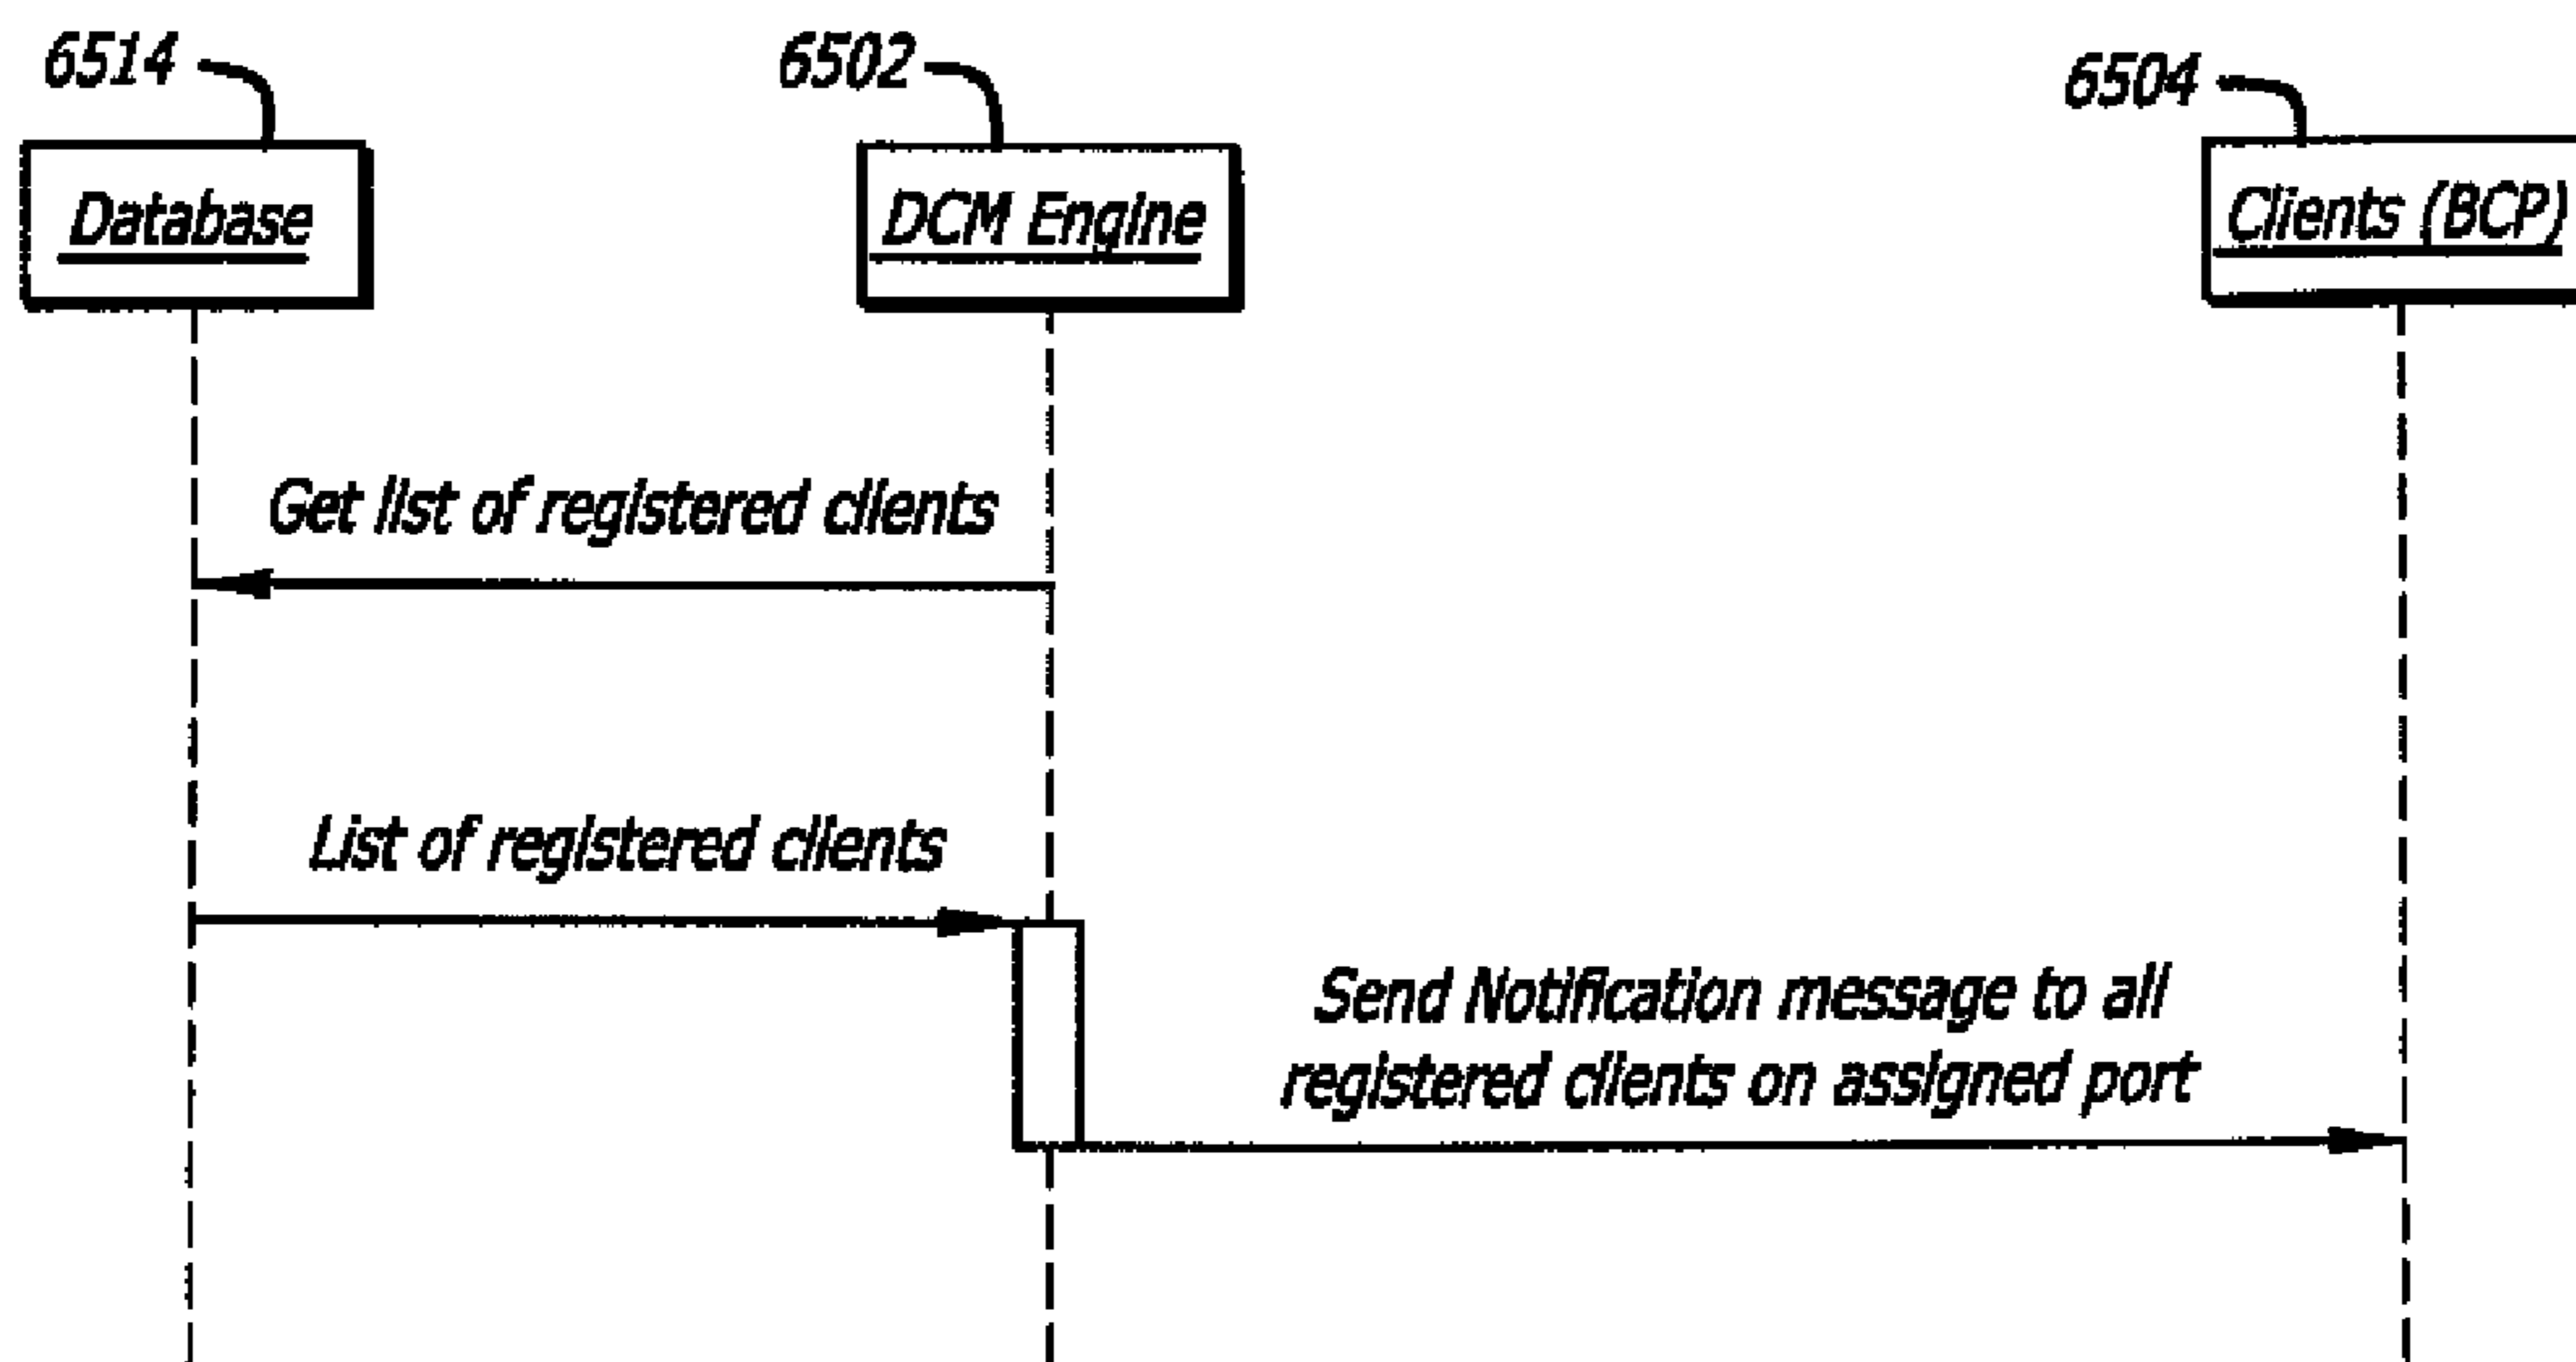 6514
6502
6504
Database
DCM Engine
Clients (BCP)
Get list of registered clients
List of registered clients
Send Notification message to all
registered clients on assigned port